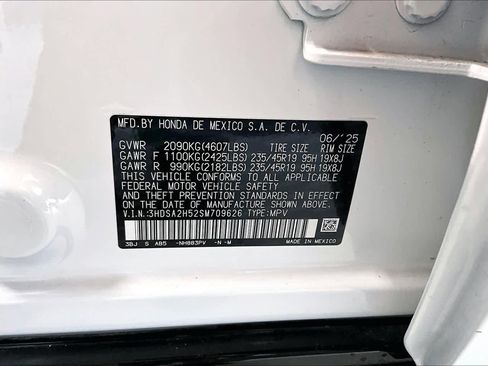 MFD.BY HONDA DE MEXICO S.A. DE C.V.
06/'25
GVWR 2090KG(4607LBS) TIRE SIZE RIM SIZE
GAWR F 1100KG(2425LBS) 235/45R19 95H 19X8J
GAWR R 990KG(2182LBS) 235/45R19 95H 19X8J
THIS VEHICLE CONFORMS TO ALL APPLICABLE
FEDERAL MOTOR VEHICLE SAFETY
AND THEFT PREVENTION STANDARDS IN EFFECT ON
THE DATE OF MANUFACTURE SHOWN ABOVE.
V.I.N.:3HDSA2H52SM709626 TYPE:MPV
3BJ S AB5 -NH883PV -N -M
MADE IN MEXICO